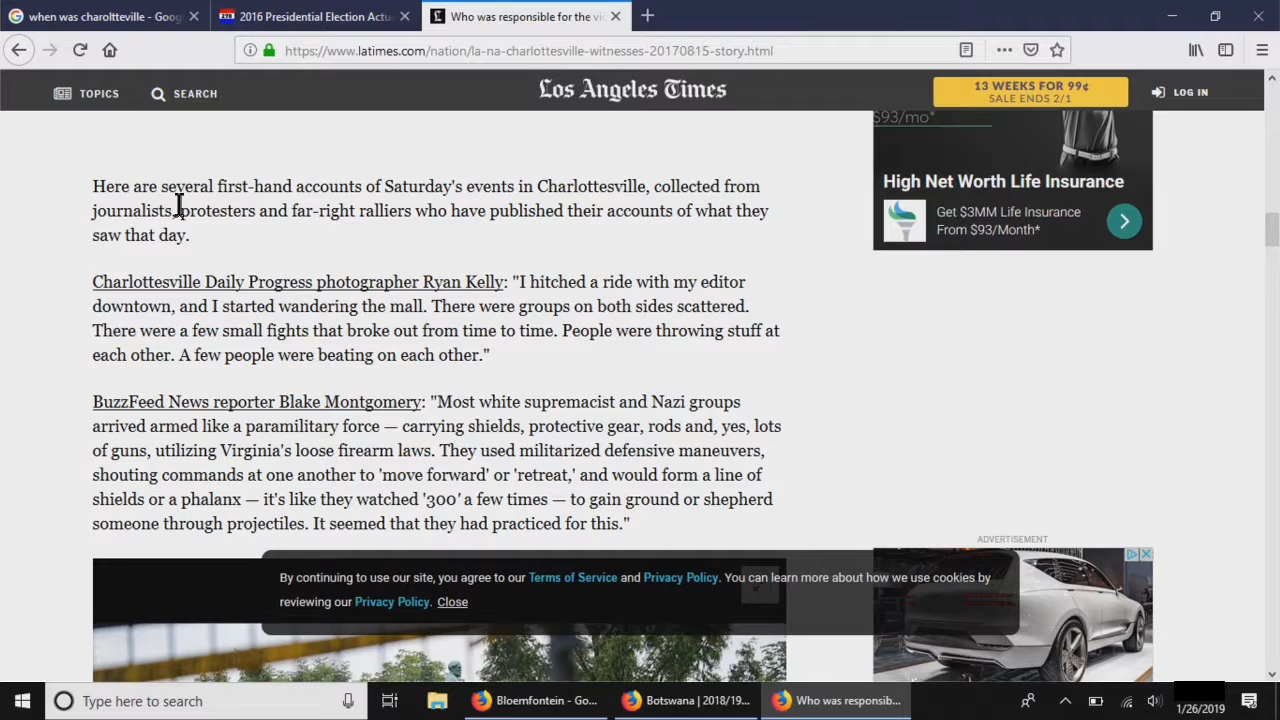 when was charoltteville - Goog
2016 Presidential Election Actu
Who was responsible for the vi
https://www.latimes.com/nation/la-na-charlottesville-witnesses-20170815-story.html
TOPICS
SEARCH
Los Angeles Times
13 WEEKS FOR 99¢
SALE ENDS 2/1
LOG IN
$93/mo*
Here are several first-hand accounts of Saturday's events in Charlottesville, collected from
journalists, protesters and far-right ralliers who have published their accounts of what they
saw that day.
High Net Worth Life Insurance
Get $3MM Life Insurance
From $93/Month*
Charlottesville Daily Progress photographer Ryan Kelly: "I hitched a ride with my editor
downtown, and I started wandering the mall. There were groups on both sides scattered.
There were a few small fights that broke out from time to time. People were throwing stuff at
each other. A few people were beating on each other."
BuzzFeed News reporter Blake Montgomery: "Most white supremacist and Nazi groups
arrived armed like a paramilitary force — carrying shields, protective gear, rods and, yes, lots
of guns, utilizing Virginia's loose firearm laws. They used militarized defensive maneuvers,
shouting commands at one another to 'move forward' or 'retreat,' and would form a line of
shields or a phalanx — it's like they watched '300' a few times — to gain ground or shepherd
someone through projectiles. It seemed that they had practiced for this."
ADVERTISEMENT
By continuing to use our site, you agree to our Terms of Service and Privacy Policy. You can learn more about how we use cookies by
reviewing our Privacy Policy. Close
Type here to search
Bloemfontein - Go...
Botswana | 2018/19...
Who was responsib...
1/26/2019